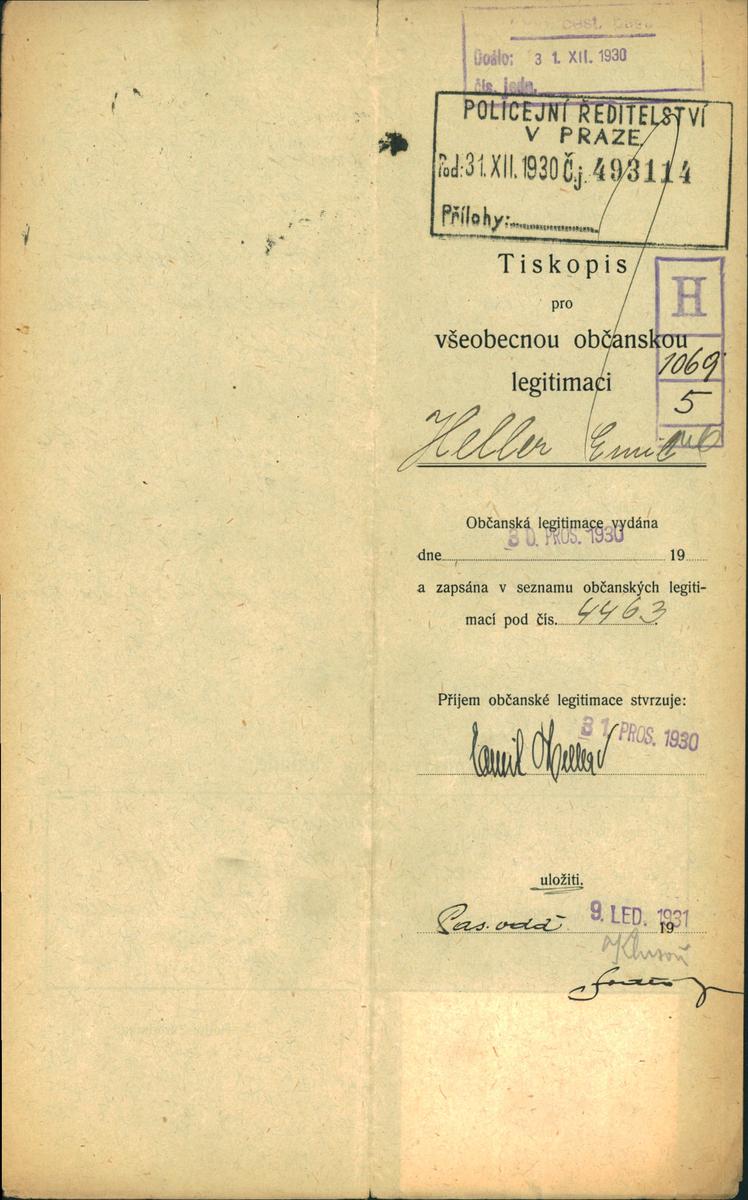 Došlo: 31. XII. 1930
čís. jedn.
POLICEJNÍ ŘEDITELSTVÍ
V PRAZE
Pod: 31. XII. 1930 Č.j. 493114
Přílohy:
Tiskopis
H
pro
všeobecnou občanskou
1069
legitimaci
5
Heller Emil
Občanská legitimace vydána
30. PROS. 1930
dne 19
a zapsána v seznamu občanských legiti-
mací pod čís. 4463
Příjem občanské legitimace stvrzuje:
31. PROS. 1930
Emil Heller
uložiti.
Pas. odd 9. LED. 1931
19